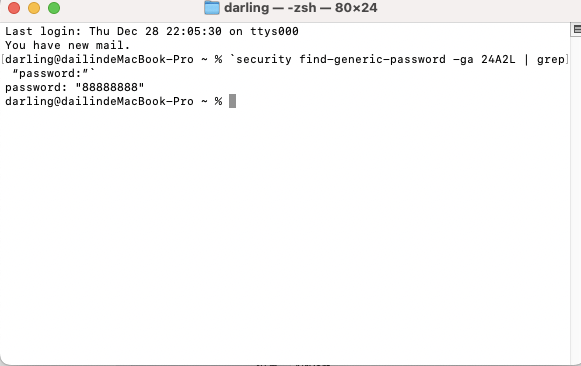 darling — -zsh — 80×24
Last login: Thu Dec 28 22:05:30 on ttys000
You have new mail.
[darling@dailindeMacBook-Pro ~ % `security find-generic-password -ga 24A2L | grep]
 "password:"`
password: "88888888"
darling@dailindeMacBook-Pro ~ %